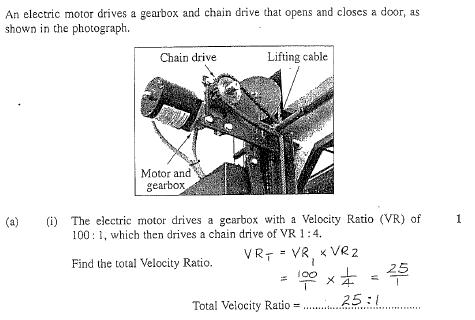 An electric motor drives a gearbox and chain drive that opens and closes a door, as
shown in the photograph.
Chain drive
Lifting cable
Motor and
gearbox
(a) (i) The electric motor drives a gearbox with a Velocity Ratio (VR) of 1
100 : 1, which then drives a chain drive of VR 1 : 4.
Find the total Velocity Ratio.
VR_T = VR_1 × VR2
= 100/1 × 1/4 = 25/1
Total Velocity Ratio = ........25:1........